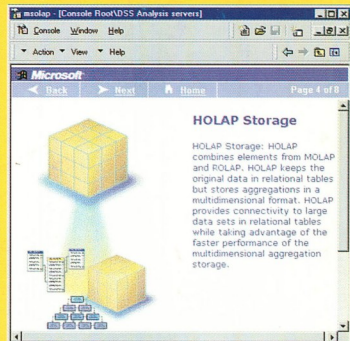 msolap - [Console Root\DSS Analysis servers]
Console Window Help
Action View Help
Microsoft
Back Next Home Page 4 of 8
HOLAP Storage
HOLAP Storage: HOLAP
combines elements from MOLAP
and ROLAP. HOLAP keeps the
original data in relational tables
but stores aggregations in a
multidimensional format. HOLAP
provides connectivity to large
data sets in relational tables
while taking advantage of the
faster performance of the
multidimensional aggregation
storage.